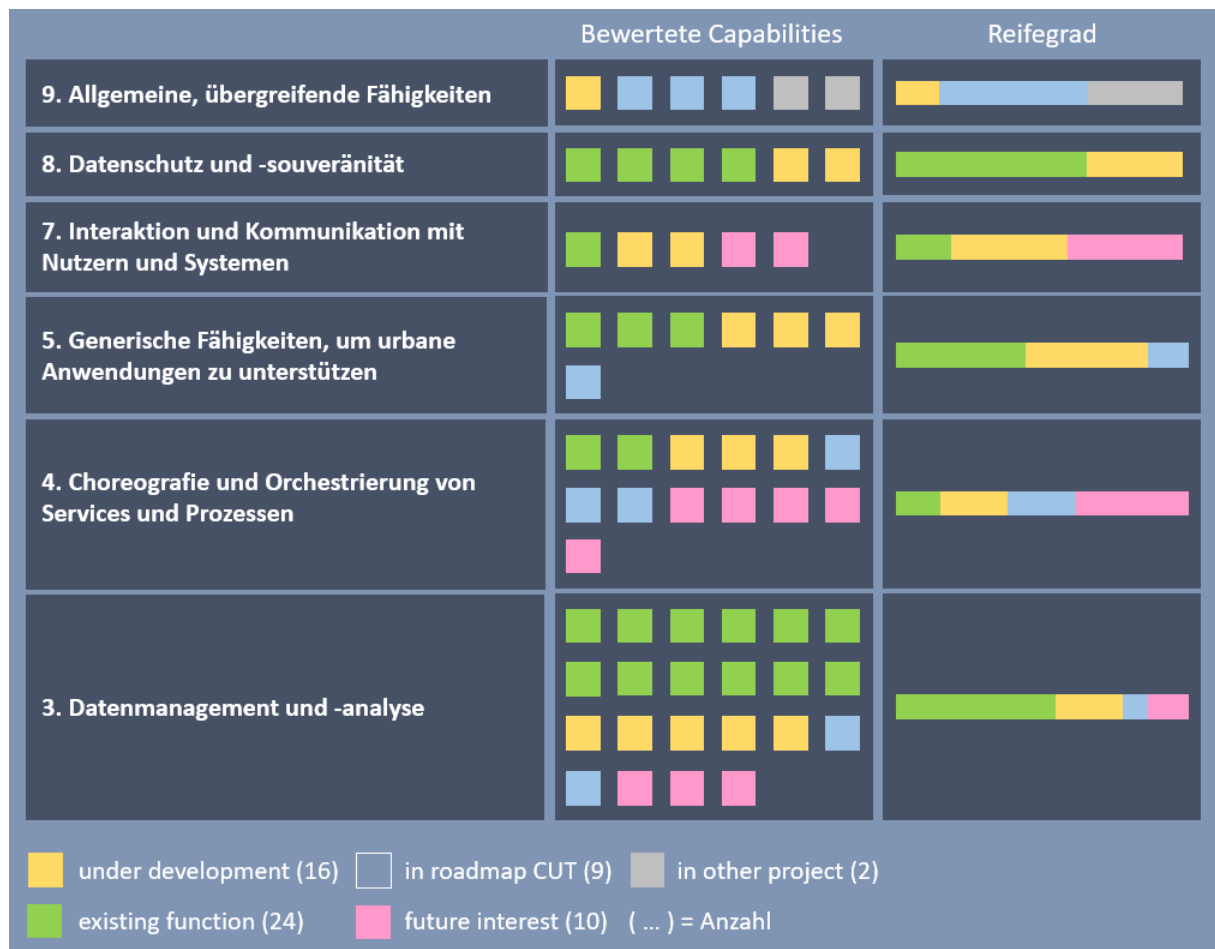 Bewertete Capabilities
Reifegrad
9. Allgemeine, übergreifende Fähigkeiten
8. Datenschutz und -souveränität
7. Interaktion und Kommunikation mit
Nutzern und Systemen
5. Generische Fähigkeiten, um urbane
Anwendungen zu unterstützen
4. Choreografie und Orchestrierung von
Services und Prozessen
3. Datenmanagement und -analyse
under development (16)
in roadmap CUT (9)
in other project (2)
existing function (24)
future interest (10)
( ... ) = Anzahl